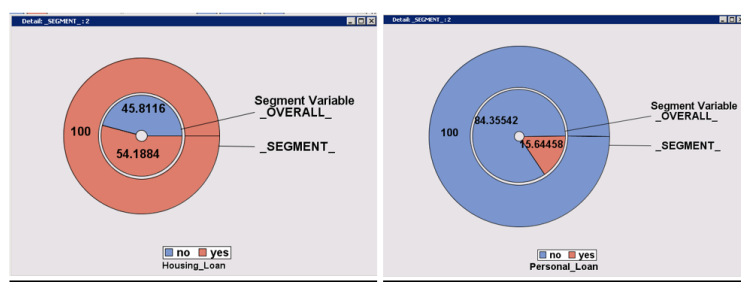 Detail: _SEGMENT_ : 2
45.8116
100
54.1884
Segment Variable
_OVERALL_
_SEGMENT_
no yes
Housing_Loan
Detail: _SEGMENT_ : 2
84.35542
100
15.64458
Segment Variable
_OVERALL_
_SEGMENT_
no yes
Personal_Loan